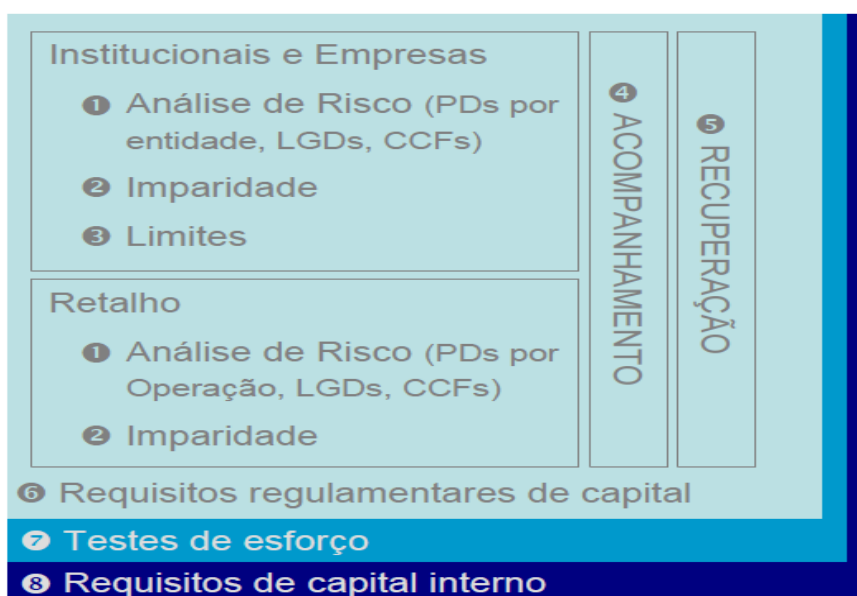 Institucionais e Empresas
❶ Análise de Risco (PDs por
entidade, LGDs, CCFs)
❷ Imparidade
❸ Limites
Retalho
❶ Análise de Risco (PDs por
Operação, LGDs, CCFs)
❷ Imparidade
❹ ACOMPANHAMENTO
❺ RECUPERAÇÃO
❻ Requisitos regulamentares de capital
❼ Testes de esforço
❽ Requisitos de capital interno